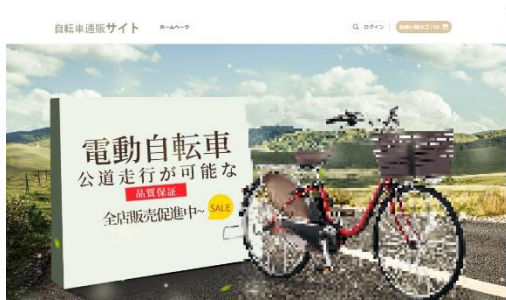 自転車通販サイト
ホームページ
ログイン
電動自転車
公道走行が可能な
品質保証
全店販売促進中~
SALE